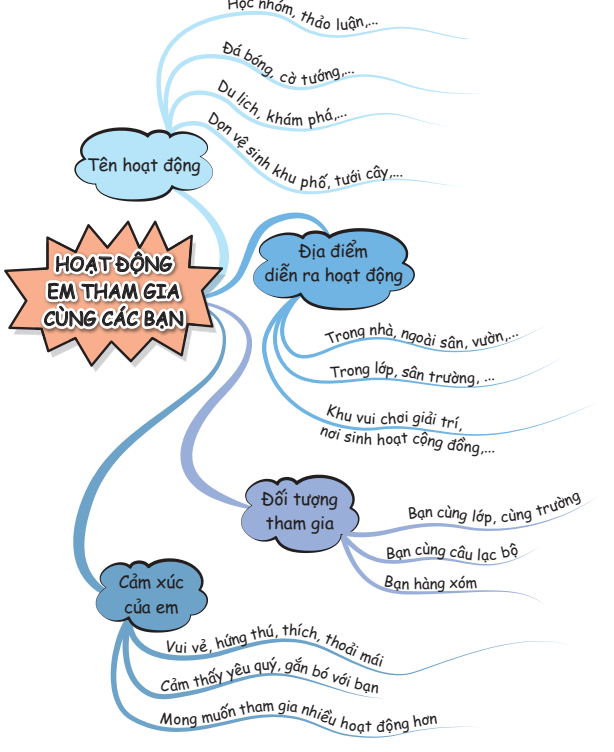 Học nhóm, thảo luận,...
Đá bóng, cờ tướng,...
Du lich, khám phá,...
Dọn vệ sinh khu phố, tưới cây,...
Tên hoạt động
HOẠT ĐỘNG
EM THAM GIA
CÙNG CÁC BẠN
Địa điểm
diễn ra hoạt động
Trong nhà, ngoài sân, vườn,...
Trong lớp, sân trường, ...
Khu vui chơi giải trí,
nơi sinh hoạt cộng đồng,...
Đối tượng
tham gia
Bạn cùng lớp, cùng trường
Bạn cùng câu lạc bộ
Bạn hàng xóm
Cảm xúc
của em
Vui vẻ, hứng thú, thích, thoải mái
Cảm thấy yêu quý, gắn bó với bạn
Mong muốn tham gia nhiều hoạt động hơn